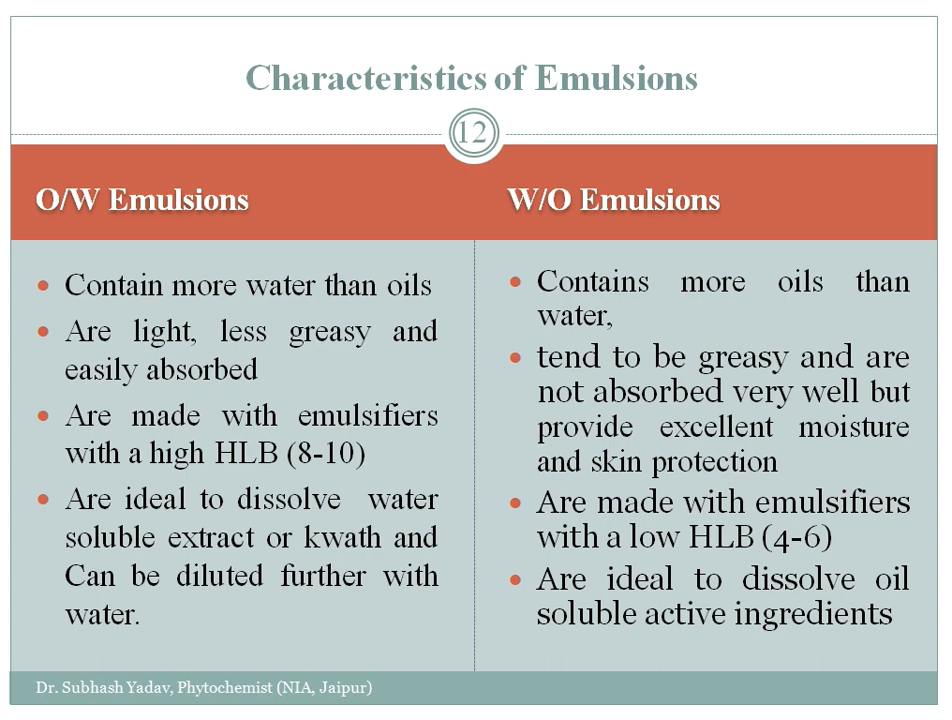 Characteristics of Emulsions
12
O/W Emulsions
Contain more water than oils
Are light, less greasy and
easily absorbed
Are made with emulsifiers
with a high HLB (8-10)
Are ideal to dissolve water
soluble extract or kwath and
Can be diluted further with
water.
W/O Emulsions
Contains more oils than
water,
tend to be greasy and are
not absorbed very well but
provide excellent moisture
and skin protection
Are made with emulsifiers
with a low HLB (4-6)
Are ideal to dissolve oil
soluble active ingredients
Dr. Subhash Yadav, Phytochemist (NIA, Jaipur)